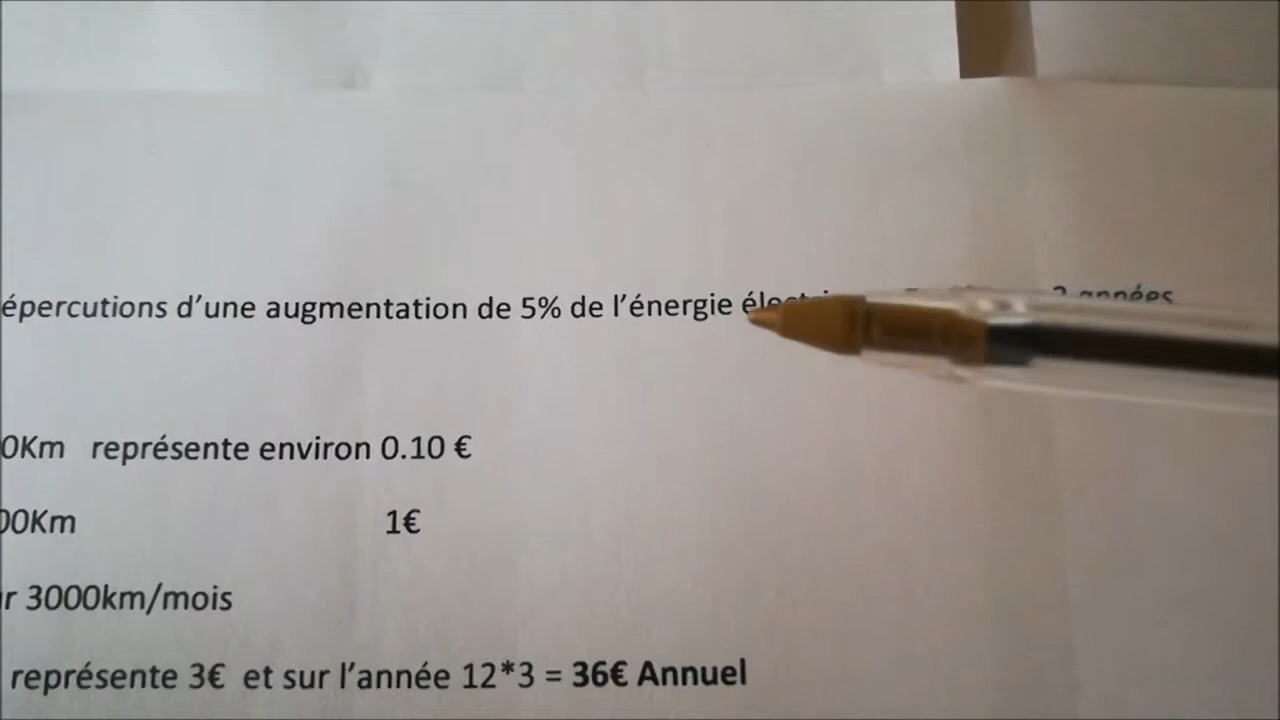 épercutions d’une augmentation de 5% de l’énergie années
0Km représente environ 0.10 €
00Km 1€
r 3000km/mois
représente 3€ et sur l’année 12*3 = 36€ Annuel